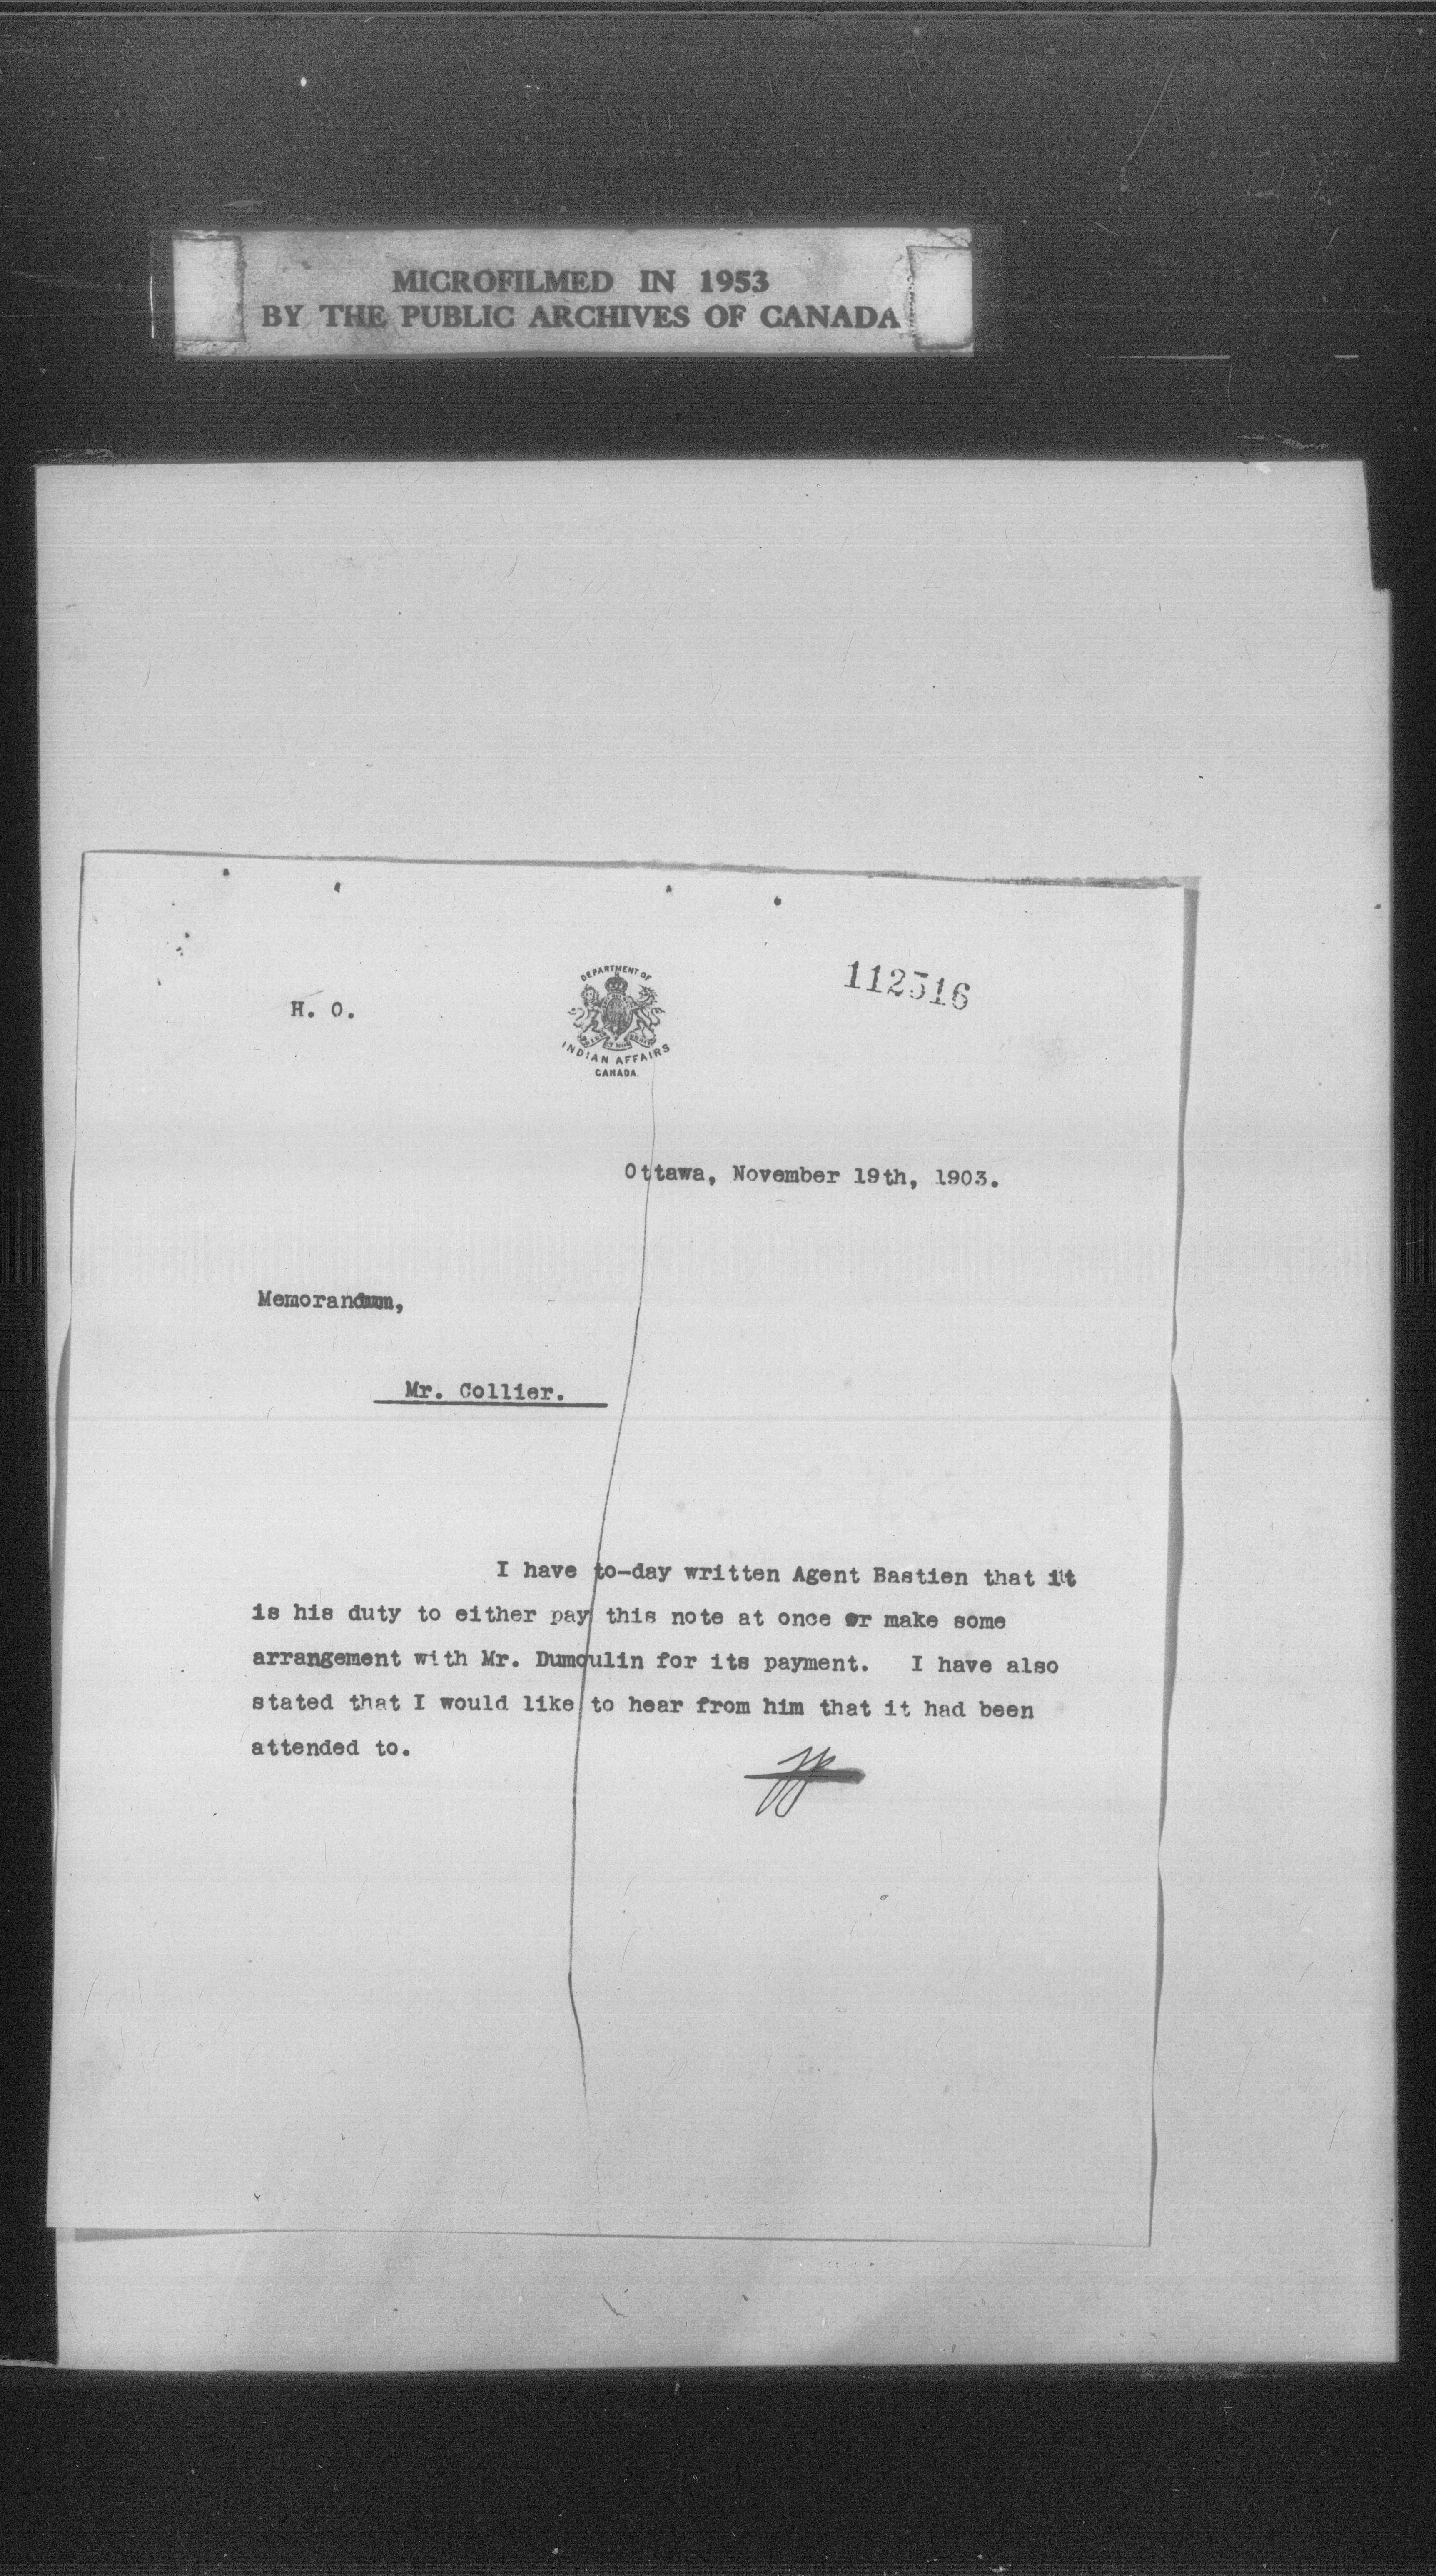 MICROFILMED IN 1953
BY THE PUBLIC ARCHIVES OF CANADA
H. O.
DEPARTMENT OF
INDIAN AFFAIRS
CANADA.
112516
Ottawa, November 19th, 1903.
Memorandum,
Mr. Collier.
I have to-day written Agent Bastien that it
is his duty to either pay this note at once or make some
arrangement with Mr. Dumoulin for its payment. I have also
stated that I would like to hear from him that it had been
attended to.